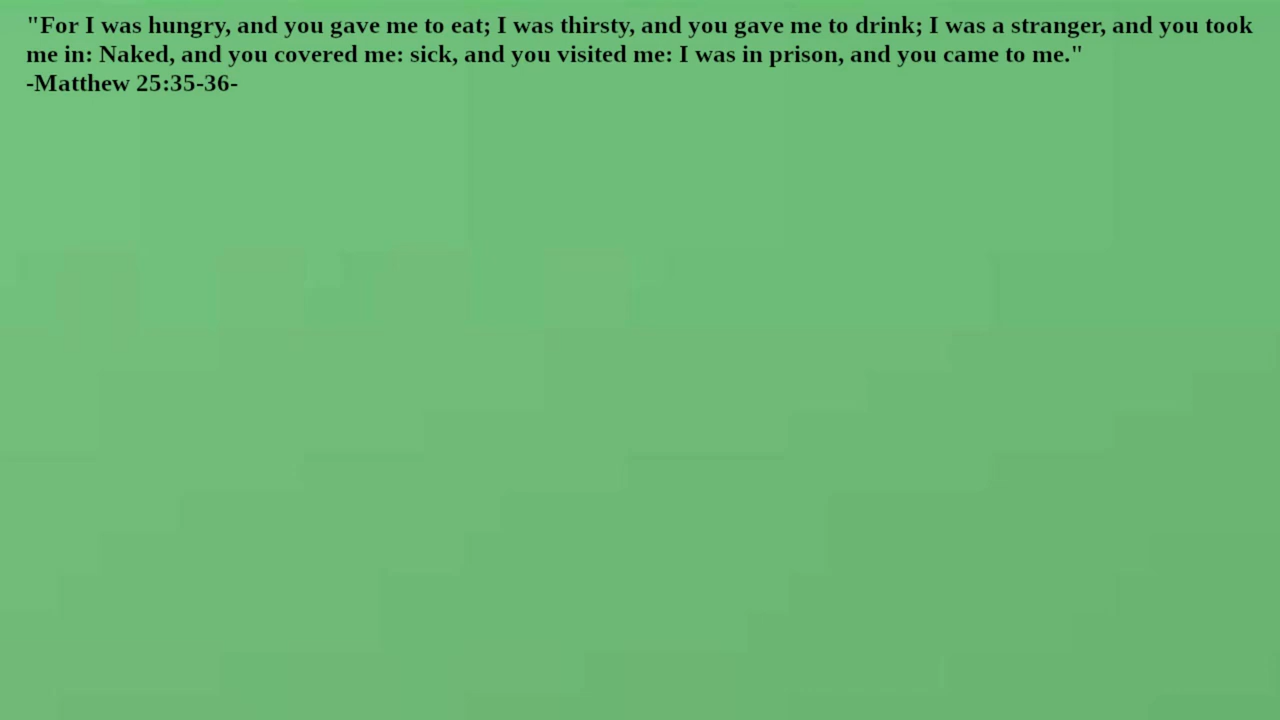 "For I was hungry, and you gave me to eat; I was thirsty, and you gave me to drink; I was a stranger, and you took
me in: Naked, and you covered me: sick, and you visited me: I was in prison, and you came to me."
-Matthew 25:35-36-